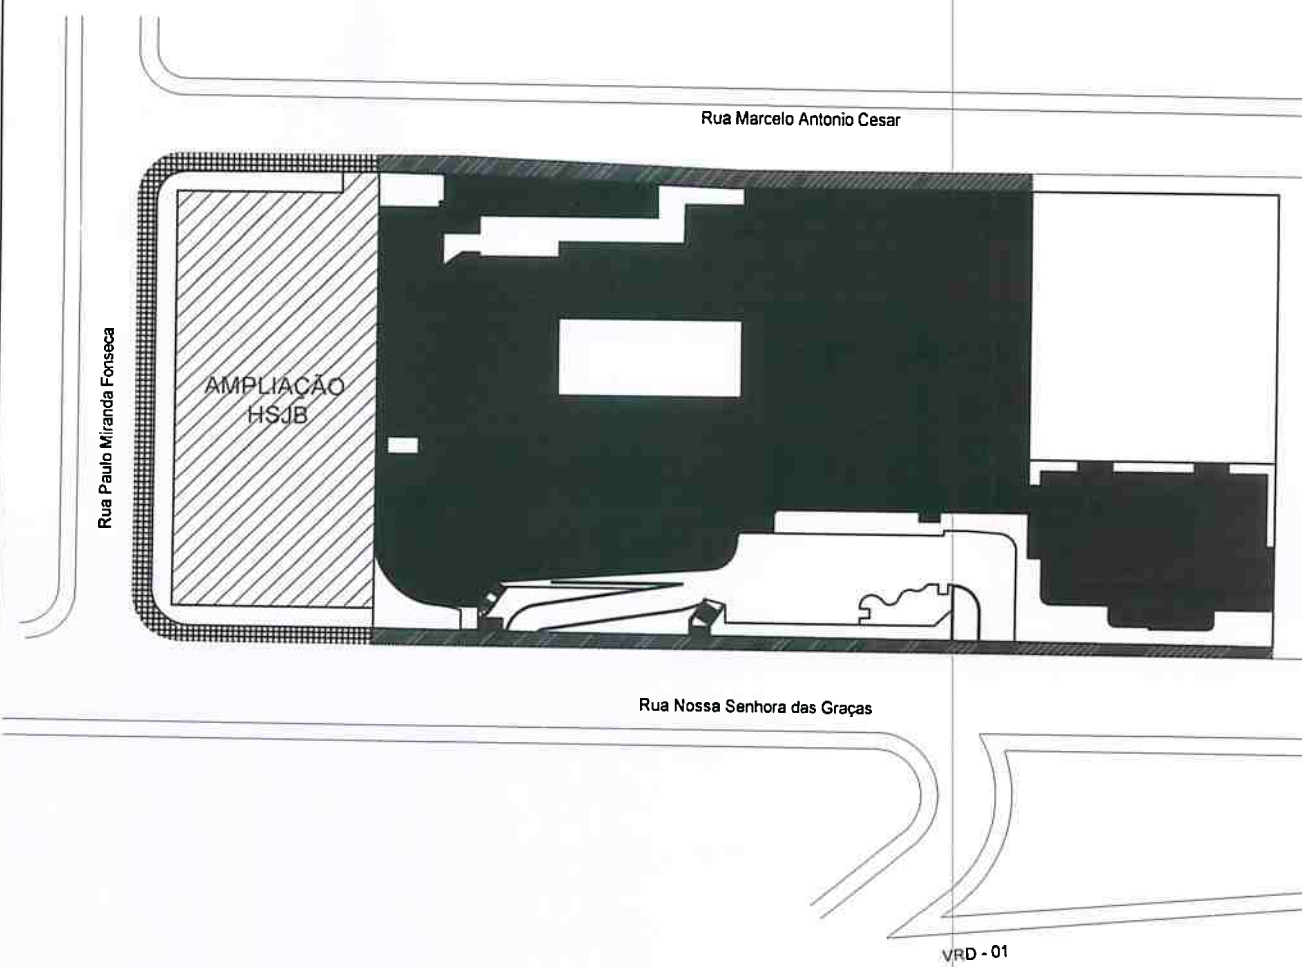 Rua Marcelo Antonio Cesar
Rua Paulo Miranda Fonseca
AMPLIAÇÃO
HSJB
Rua Nossa Senhora das Graças
VRD - 01